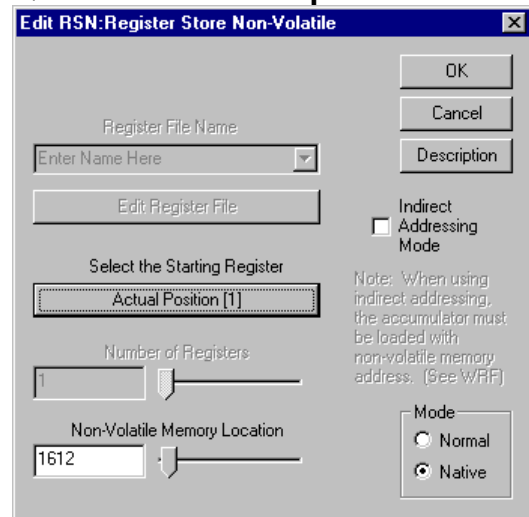 Edit RSN:Register Store Non-Volatile
OK
Cancel
Description
Register File Name
Enter Name Here
Edit Register File
Indirect
Addressing
Mode
Select the Starting Register
Actual Position [1]
Note: When using
indirect addressing,
the accumulator must
be loaded with
non-volatile memory
address. (See WRF)
Number of Registers
1
Non-Volatile Memory Location
1612
Mode
Normal
Native